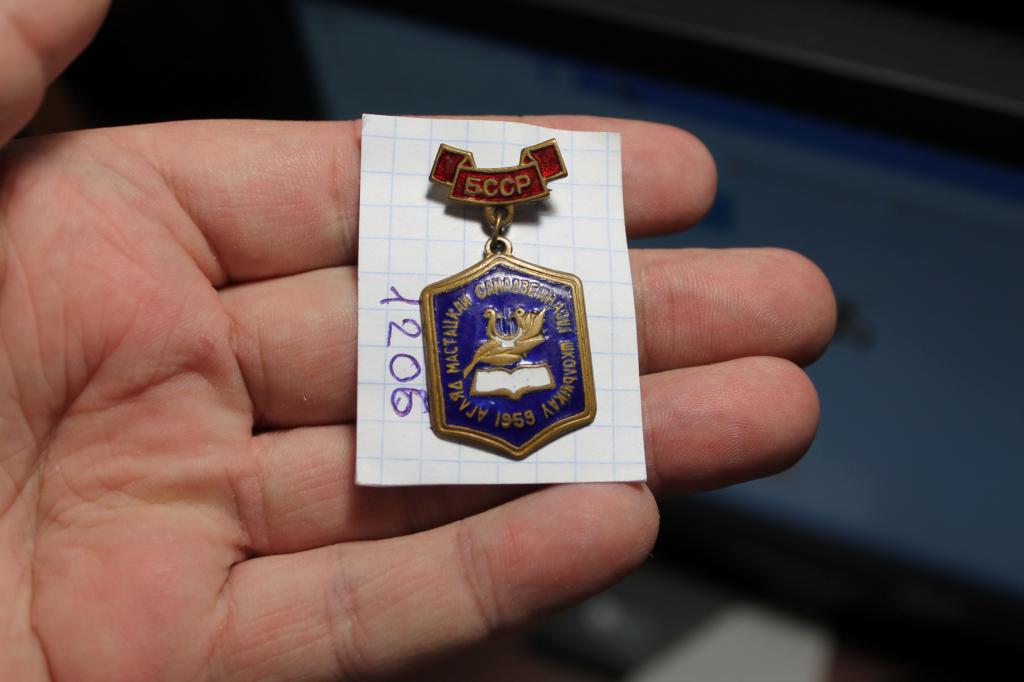 БССР
АГЛЯД МАСТАЦКАЙ САМАДЗЕЙНАСЦІ ШКОЛЬНІКАЎ
1959
1206